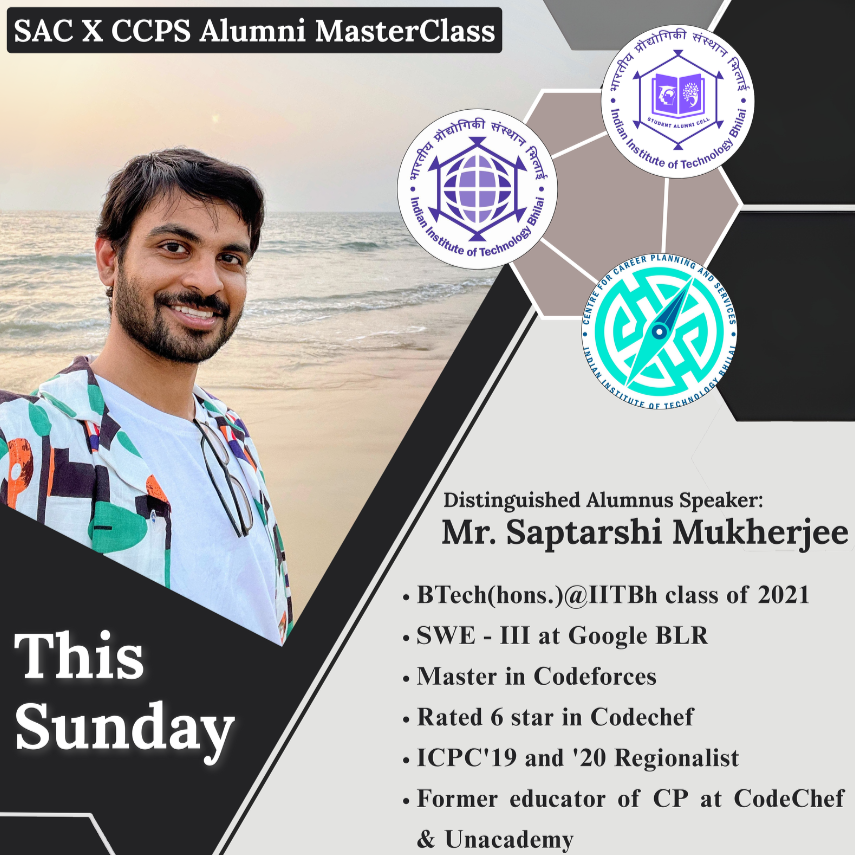 SAC X CCPS Alumni MasterClass
भारतीय प्रौद्योगिकी संस्थान भिलाई
STUDENT ALUMNI CELL
Indian Institute of Technology Bhilai
भारतीय प्रौद्योगिकी संस्थान भिलाई
Indian Institute of Technology Bhilai
CENTRE FOR CAREER PLANNING AND SERVICES
INDIAN INSTITUTE OF TECHNOLOGY BHILAI
Distinguished Alumnus Speaker:
Mr. Saptarshi Mukherjee
• BTech(hons.)@IITBh class of 2021
• SWE - III at Google BLR
• Master in Codeforces
• Rated 6 star in Codechef
• ICPC'19 and '20 Regionalist
• Former educator of CP at CodeChef
& Unacademy
This
Sunday